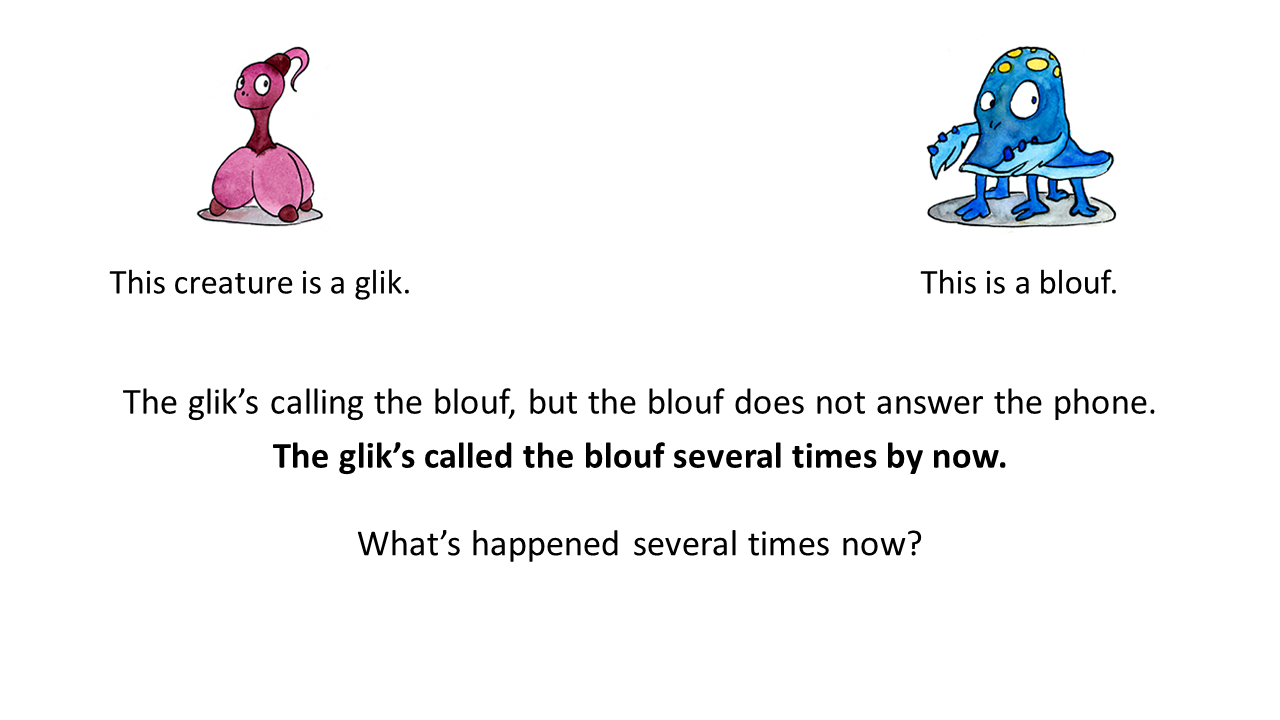 This creature is a glik.
This is a blouf.
The glik’s calling the blouf, but the blouf does not answer the phone.
The glik’s called the blouf several times by now.
What’s happened several times now?